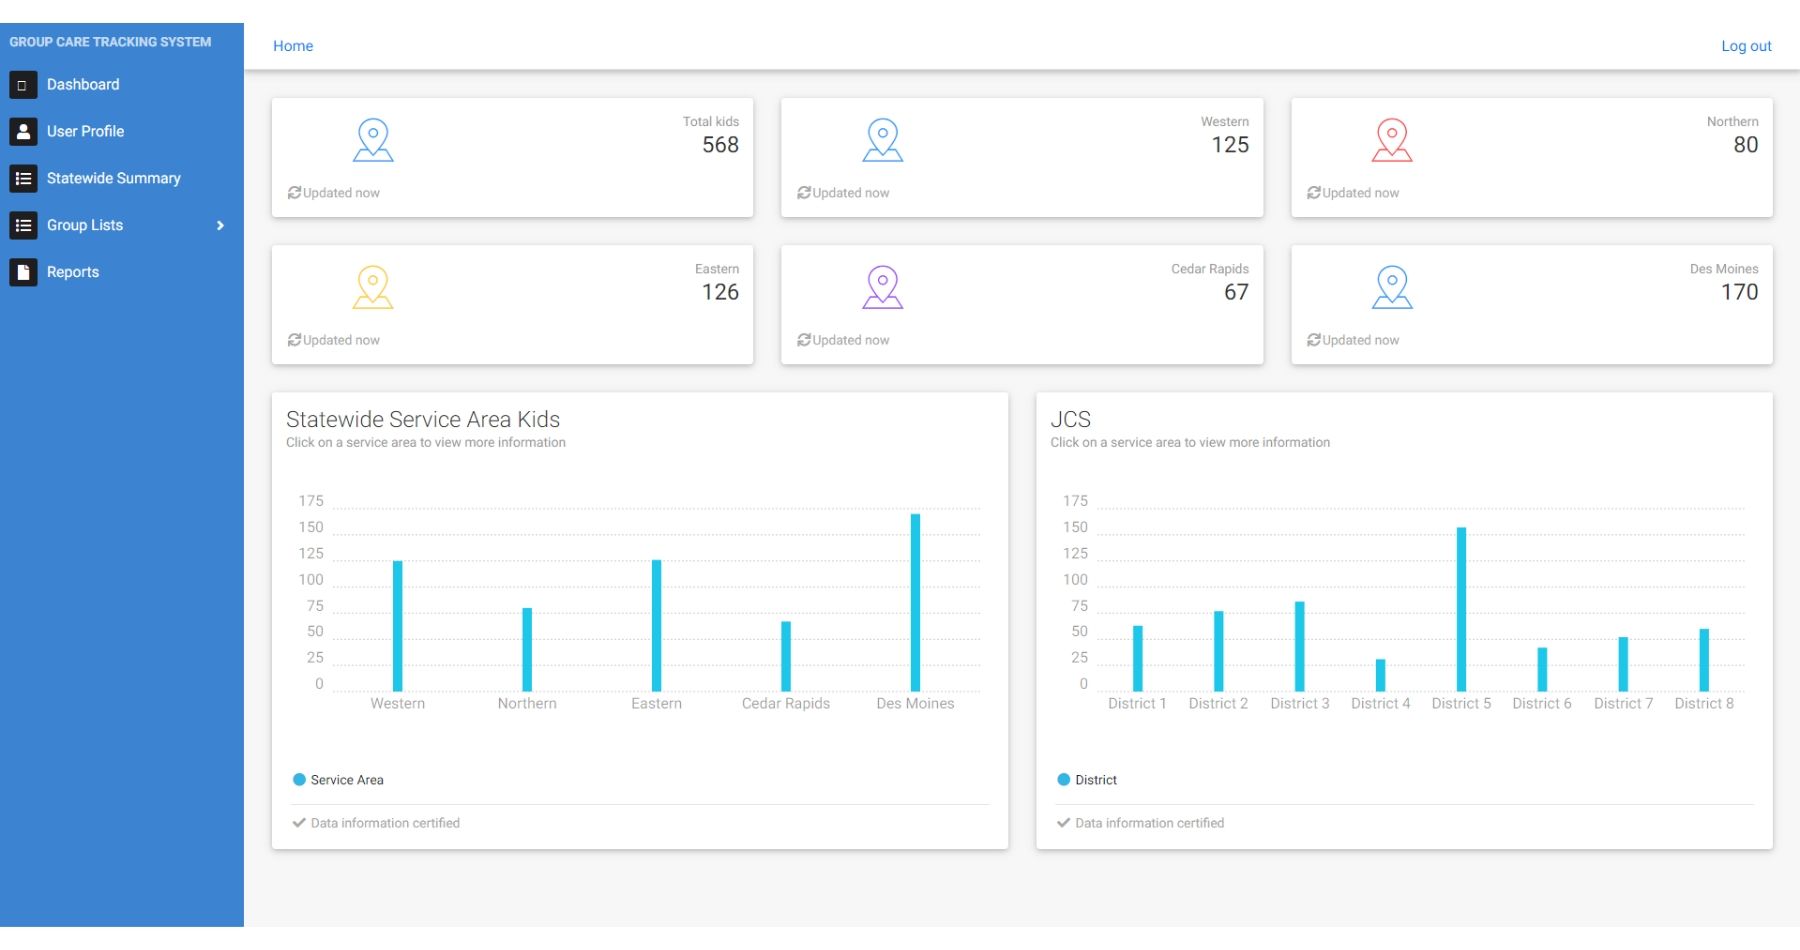 GROUP CARE TRACKING SYSTEM
Dashboard
User Profile
Statewide Summary
Group Lists
Reports
Home
Log out
Total kids
568
Updated now
Western
125
Updated now
Northern
80
Updated now
Eastern
126
Updated now
Cedar Rapids
67
Updated now
Des Moines
170
Updated now
Statewide Service Area Kids
Click on a service area to view more information
175
150
125
100
75
50
25
0
Western Northern Eastern Cedar Rapids Des Moines
Service Area
Data information certified
JCS
Click on a service area to view more information
175
150
125
100
75
50
25
0
District 1 District 2 District 3 District 4 District 5 District 6 District 7 District 8
District
Data information certified